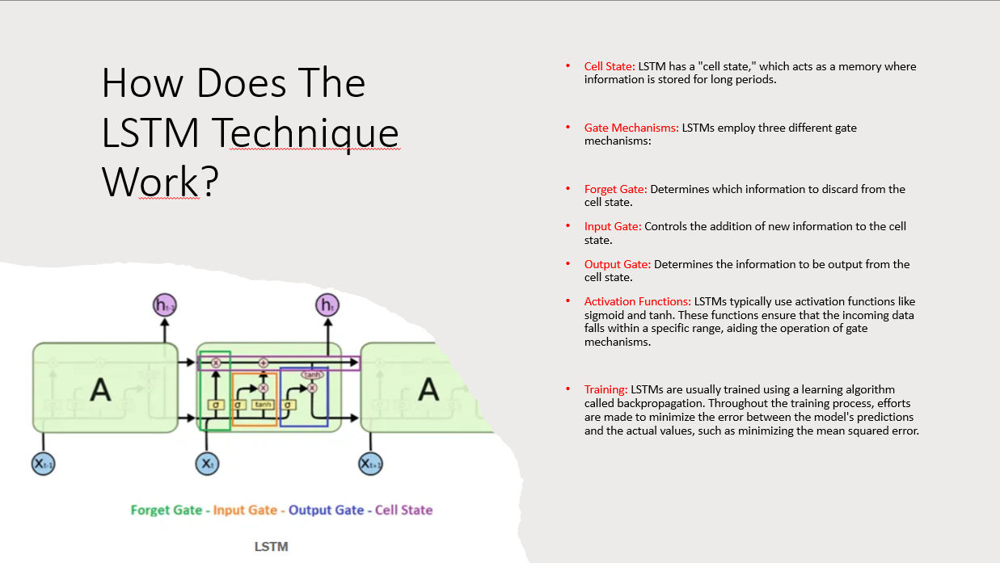 How Does The
LSTM Technique
Work?
• Cell State: LSTM has a "cell state," which acts as a memory where
information is stored for long periods.
• Gate Mechanisms: LSTMs employ three different gate
mechanisms:
• Forget Gate: Determines which information to discard from the
cell state.
• Input Gate: Controls the addition of new information to the cell
state.
• Output Gate: Determines the information to be output from the
cell state.
• Activation Functions: LSTMs typically use activation functions like
sigmoid and tanh. These functions ensure that the incoming data
falls within a specific range, aiding the operation of gate
mechanisms.
• Training: LSTMs are usually trained using a learning algorithm
called backpropagation. Throughout the training process, efforts
are made to minimize the error between the model's predictions
and the actual values, such as minimizing the mean squared error.
ht-1 ht
A A
tanh
σ σ tanh σ
Xt-1 Xt Xt+1
Forget Gate - Input Gate - Output Gate - Cell State
LSTM